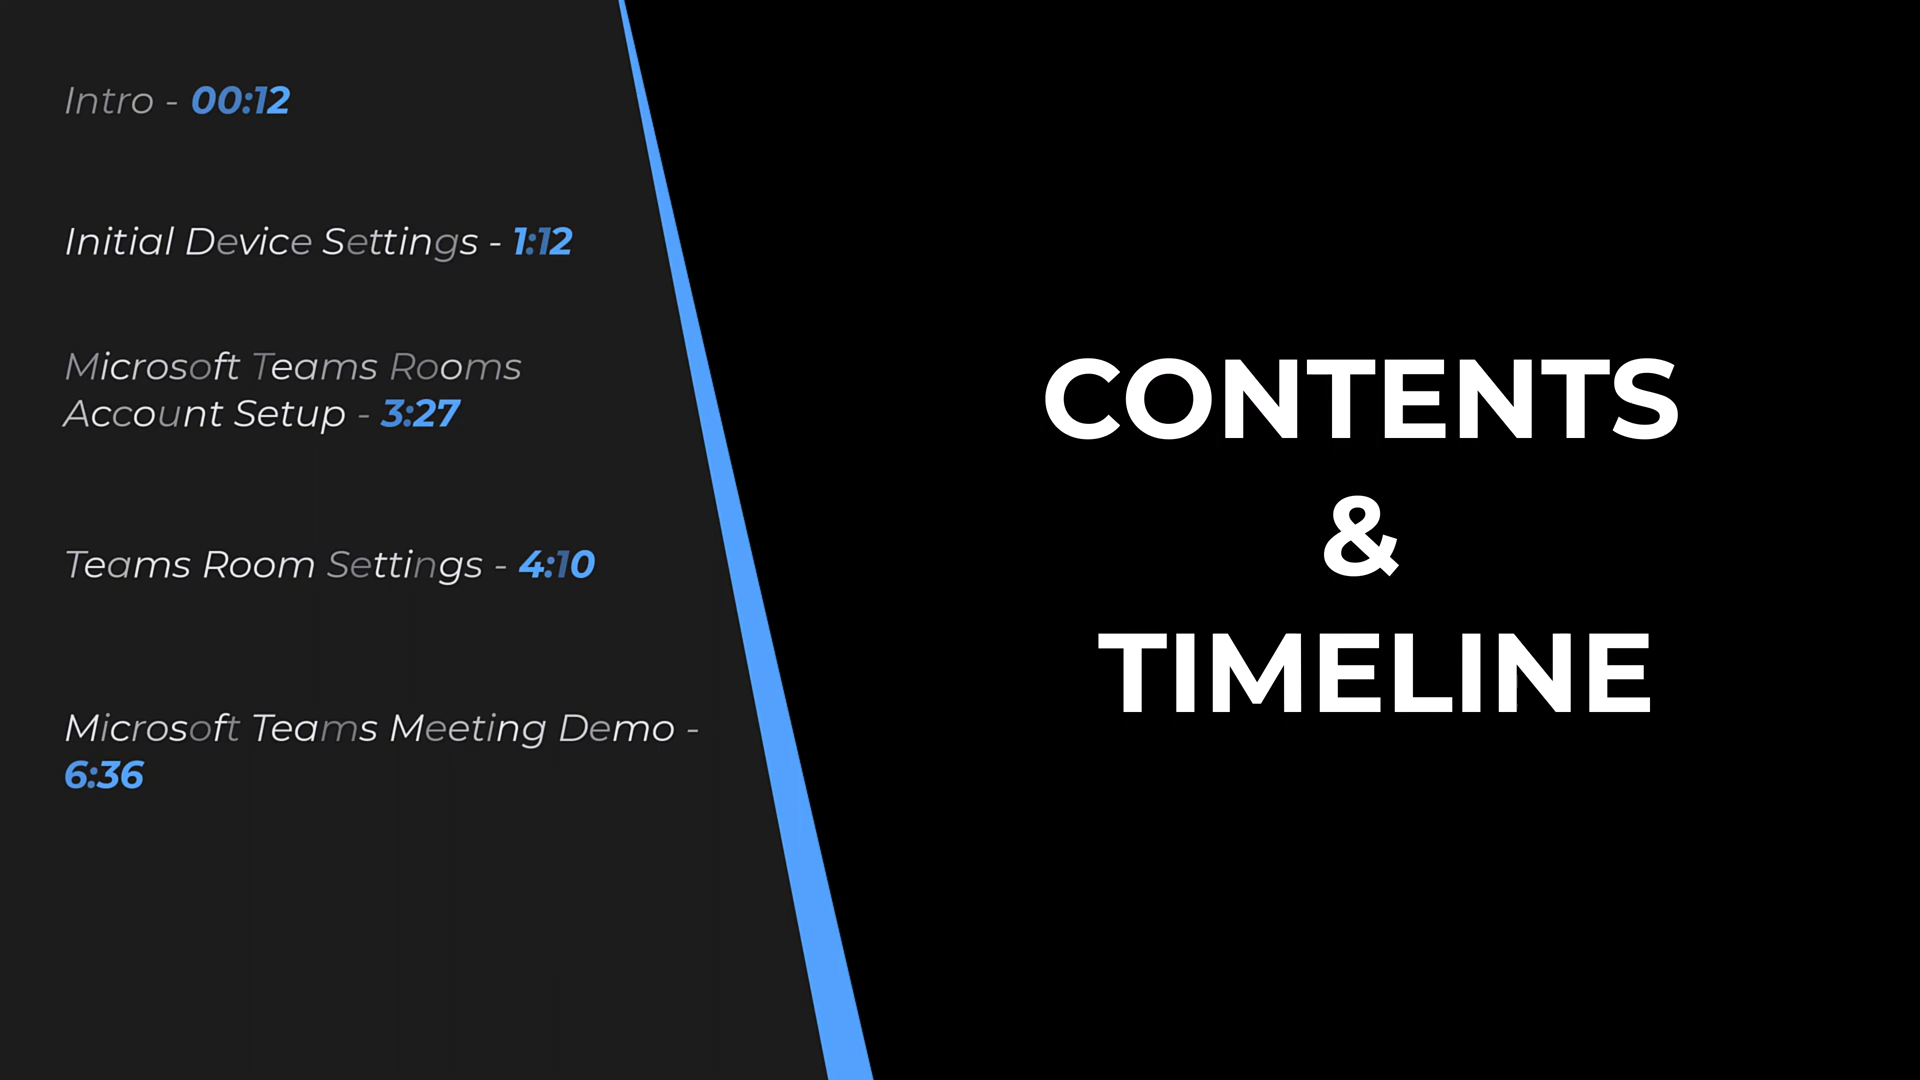 Intro - 00:12
Initial Device Settings - 1:12
Microsoft Teams Rooms
Account Setup - 3:27
Teams Room Settings - 4:10
Microsoft Teams Meeting Demo -
6:36
CONTENTS
&
TIMELINE